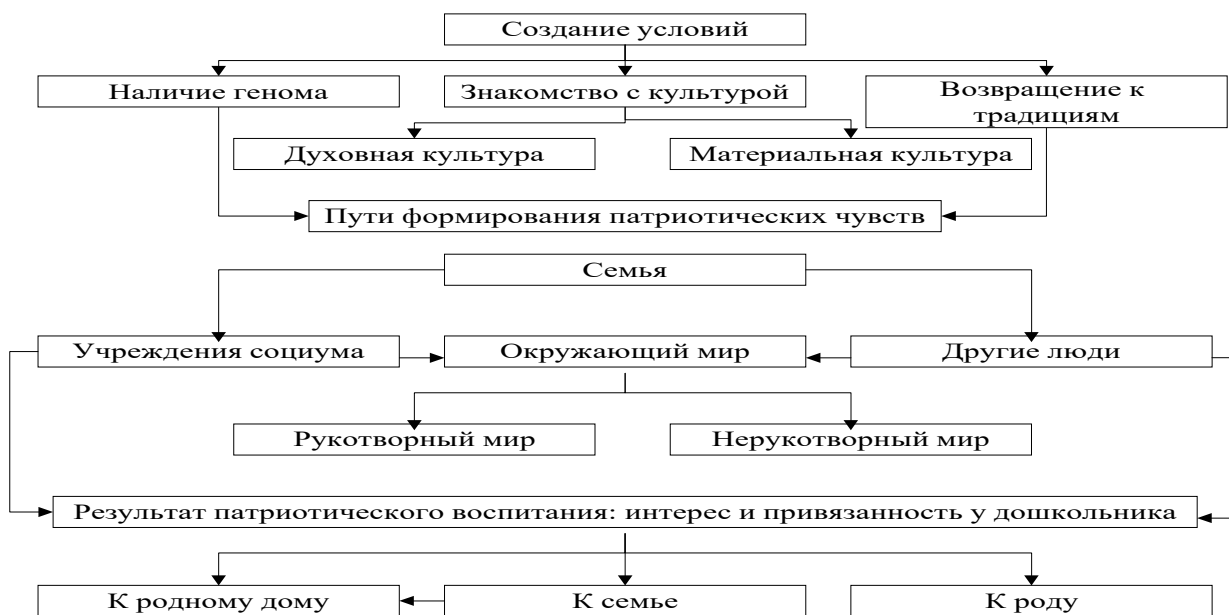 Создание условий
Наличие генома
Знакомство с культурой
Возвращение к
традициям
Духовная культура
Материальная культура
Пути формирования патриотических чувств
Семья
Учреждения социума
Окружающий мир
Другие люди
Рукотворный мир
Нерукотворный мир
Результат патриотического воспитания: интерес и привязанность у дошкольника
К родному дому
К семье
К роду